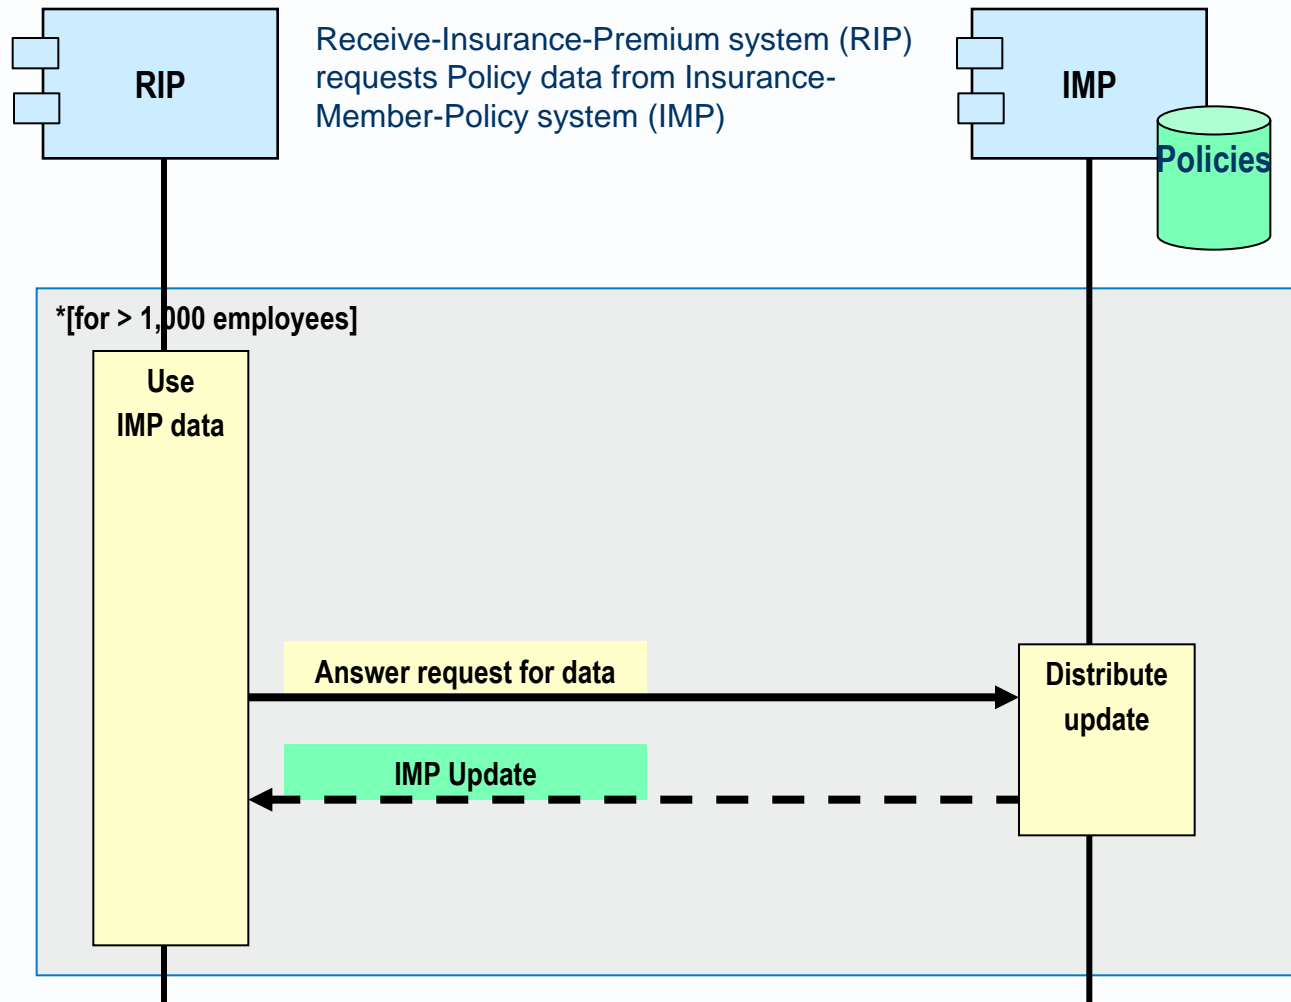 RIP
Receive-Insurance-Premium system (RIP)
requests Policy data from Insurance-
Member-Policy system (IMP)
IMP
Policies
*[for > 1,000 employees]
Use
IMP data
Answer request for data
Distribute
update
IMP Update